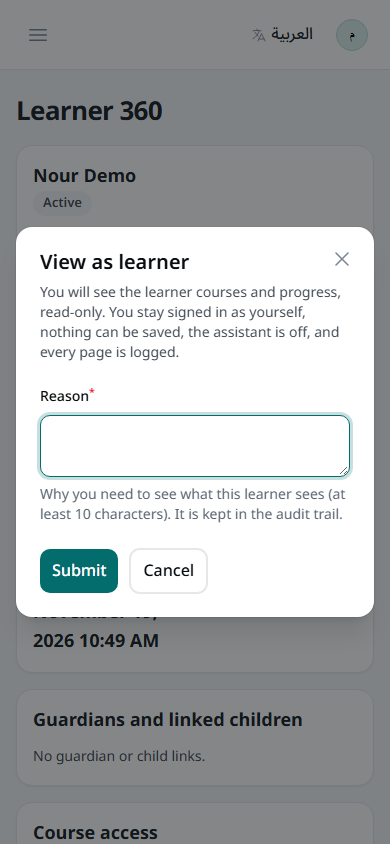 العربية
م
Learner 360
Nour Demo
Active
View as learner
You will see the learner courses and progress,
read-only. You stay signed in as yourself,
nothing can be saved, the assistant is off, and
every page is logged.
Reason*
Why you need to see what this learner sees (at
least 10 characters). It is kept in the audit trail.
Submit
Cancel
2026 10:49 AM
Guardians and linked children
No guardian or child links.
Course access